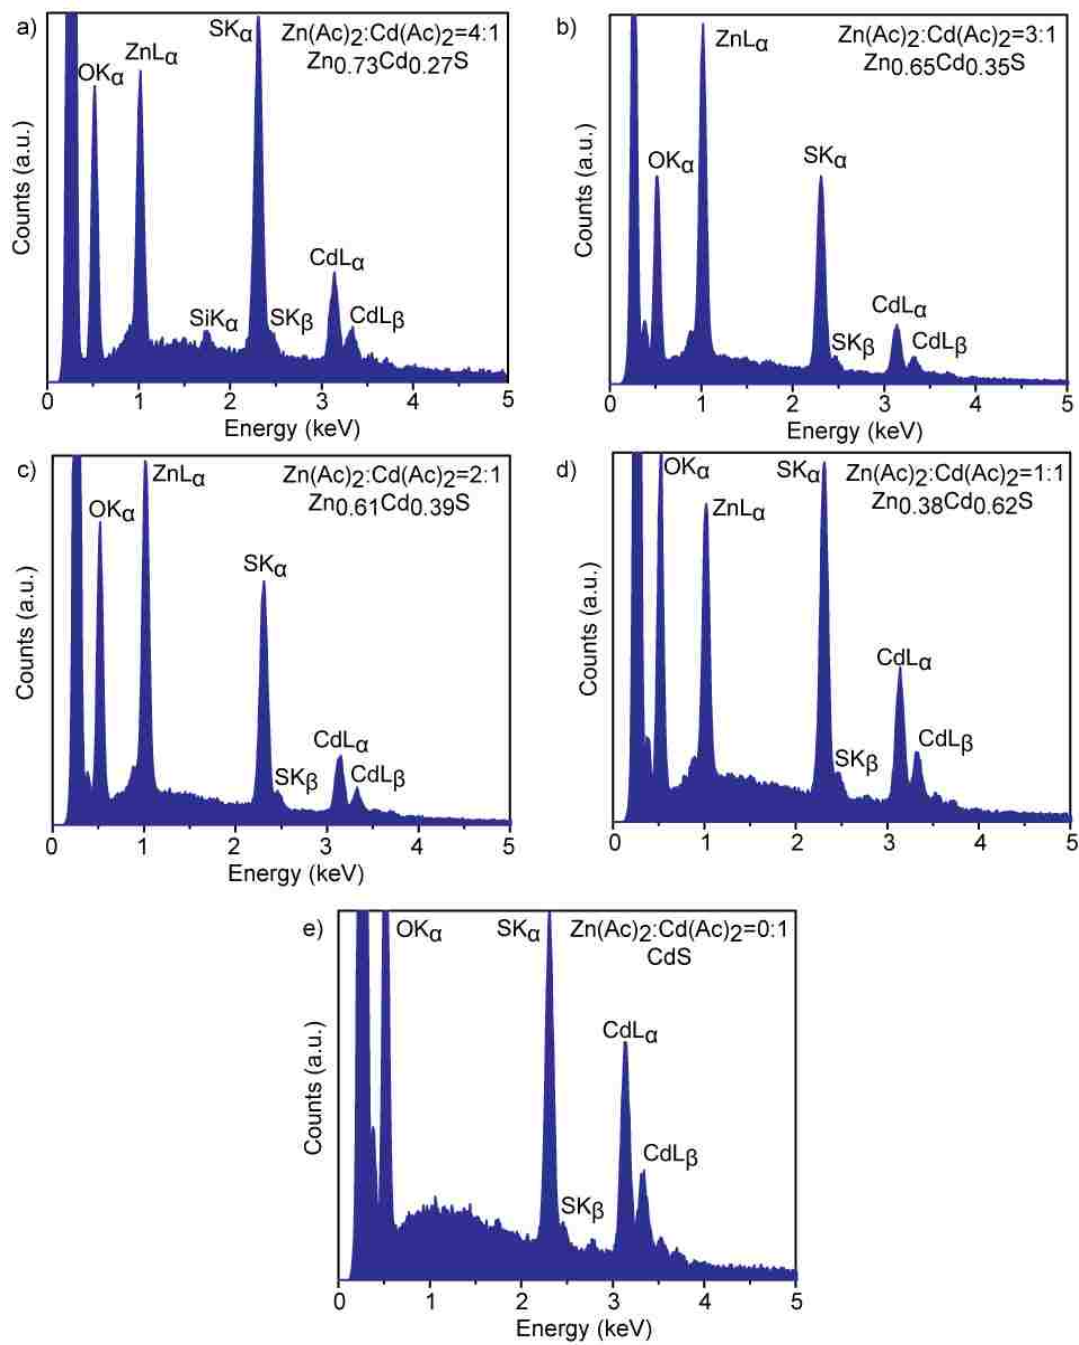 a)
Zn(Ac)2:Cd(Ac)2=4:1
Zn0.73Cd0.27S
OKα
ZnLα
SiKα
SKα
SKβ
CdLα
CdLβ
Counts (a.u.)
0 1 2 3 4 5
Energy (keV)
b)
Zn(Ac)2:Cd(Ac)2=3:1
Zn0.65Cd0.35S
OKα
ZnLα
SKα
SKβ
CdLα
CdLβ
Counts (a.u.)
0 1 2 3 4 5
Energy (keV)
c)
Zn(Ac)2:Cd(Ac)2=2:1
Zn0.61Cd0.39S
OKα
ZnLα
SKα
SKβ
CdLα
CdLβ
Counts (a.u.)
0 1 2 3 4 5
Energy (keV)
d)
Zn(Ac)2:Cd(Ac)2=1:1
Zn0.38Cd0.62S
OKα
ZnLα
SKα
SKβ
CdLα
CdLβ
Counts (a.u.)
0 1 2 3 4 5
e)
Zn(Ac)2:Cd(Ac)2=0:1
CdS
OKα
SKα
SKβ
CdLα
CdLβ
Counts (a.u.)
0 1 2 3 4 5
Energy (keV)